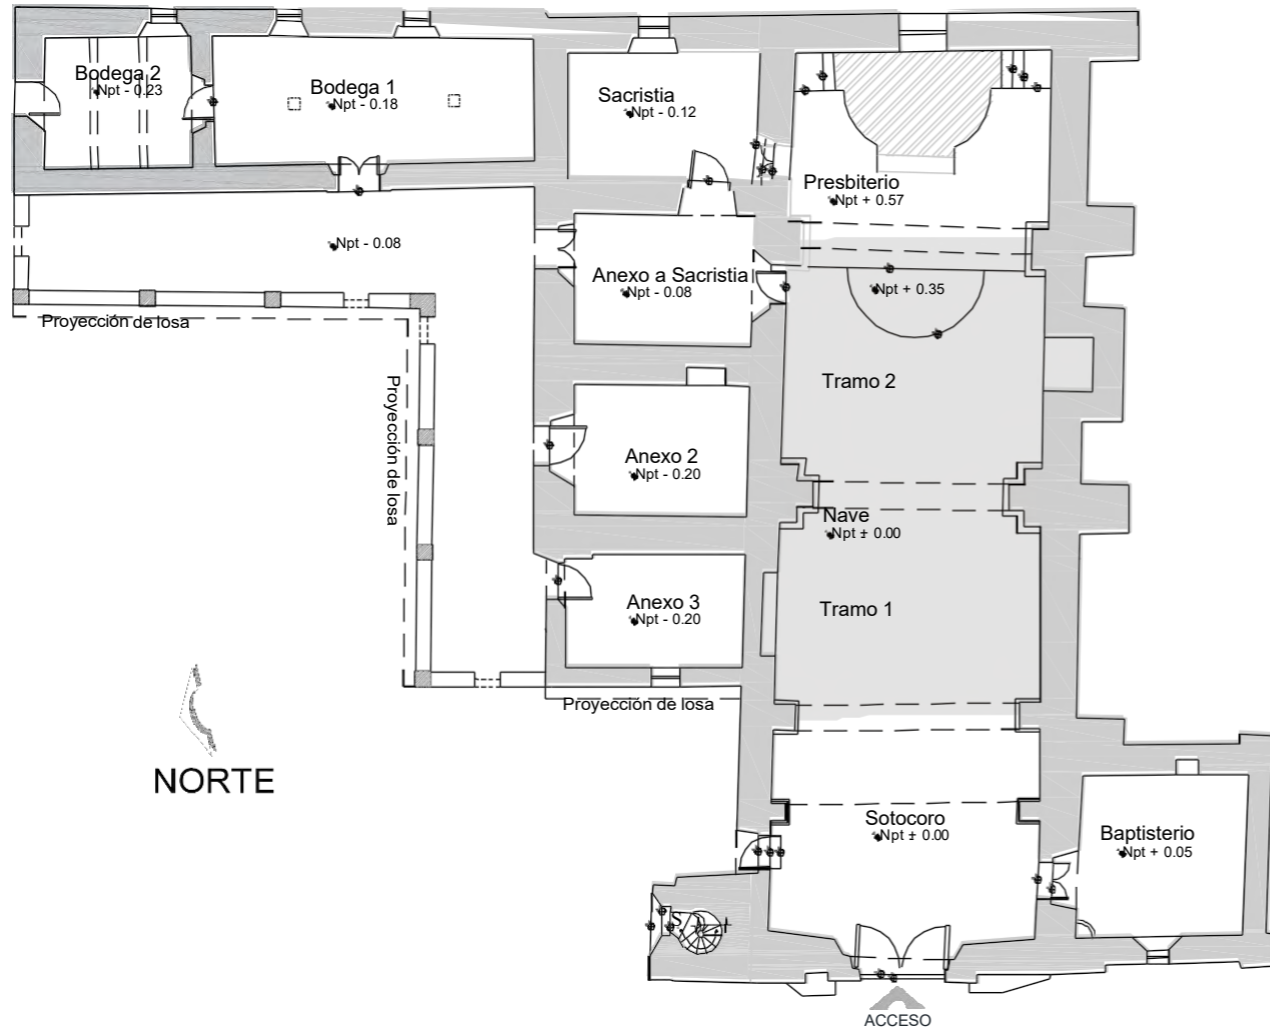 Bodega 2
Npt - 0.23
Bodega 1
Npt - 0.18
Sacristia
Npt - 0.12
Presbiterio
Npt + 0.57
Npt - 0.08
Anexo a Sacristia
Npt - 0.08
Npt + 0.35
Proyección de losa
Proyección de losa
Tramo 2
Anexo 2
Npt - 0.20
Nave
Npt ± 0.00
Anexo 3
Npt - 0.20
Tramo 1
Proyección de losa
NORTE
Sotocoro
Npt ± 0.00
Baptisterio
Npt + 0.05
S
ACCESO